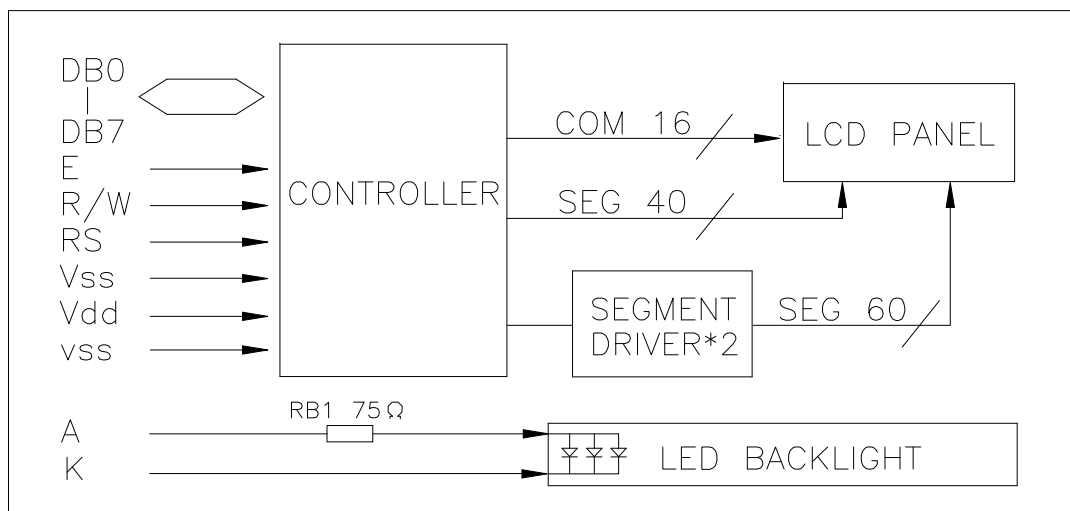 DB0
|
DB7
E
R/W
RS
Vss
Vdd
vss
A
K
CONTROLLER
COM 16
SEG 40
SEGMENT
DRIVER*2
SEG 60
LCD PANEL
RB1 75Ω
LED BACKLIGHT